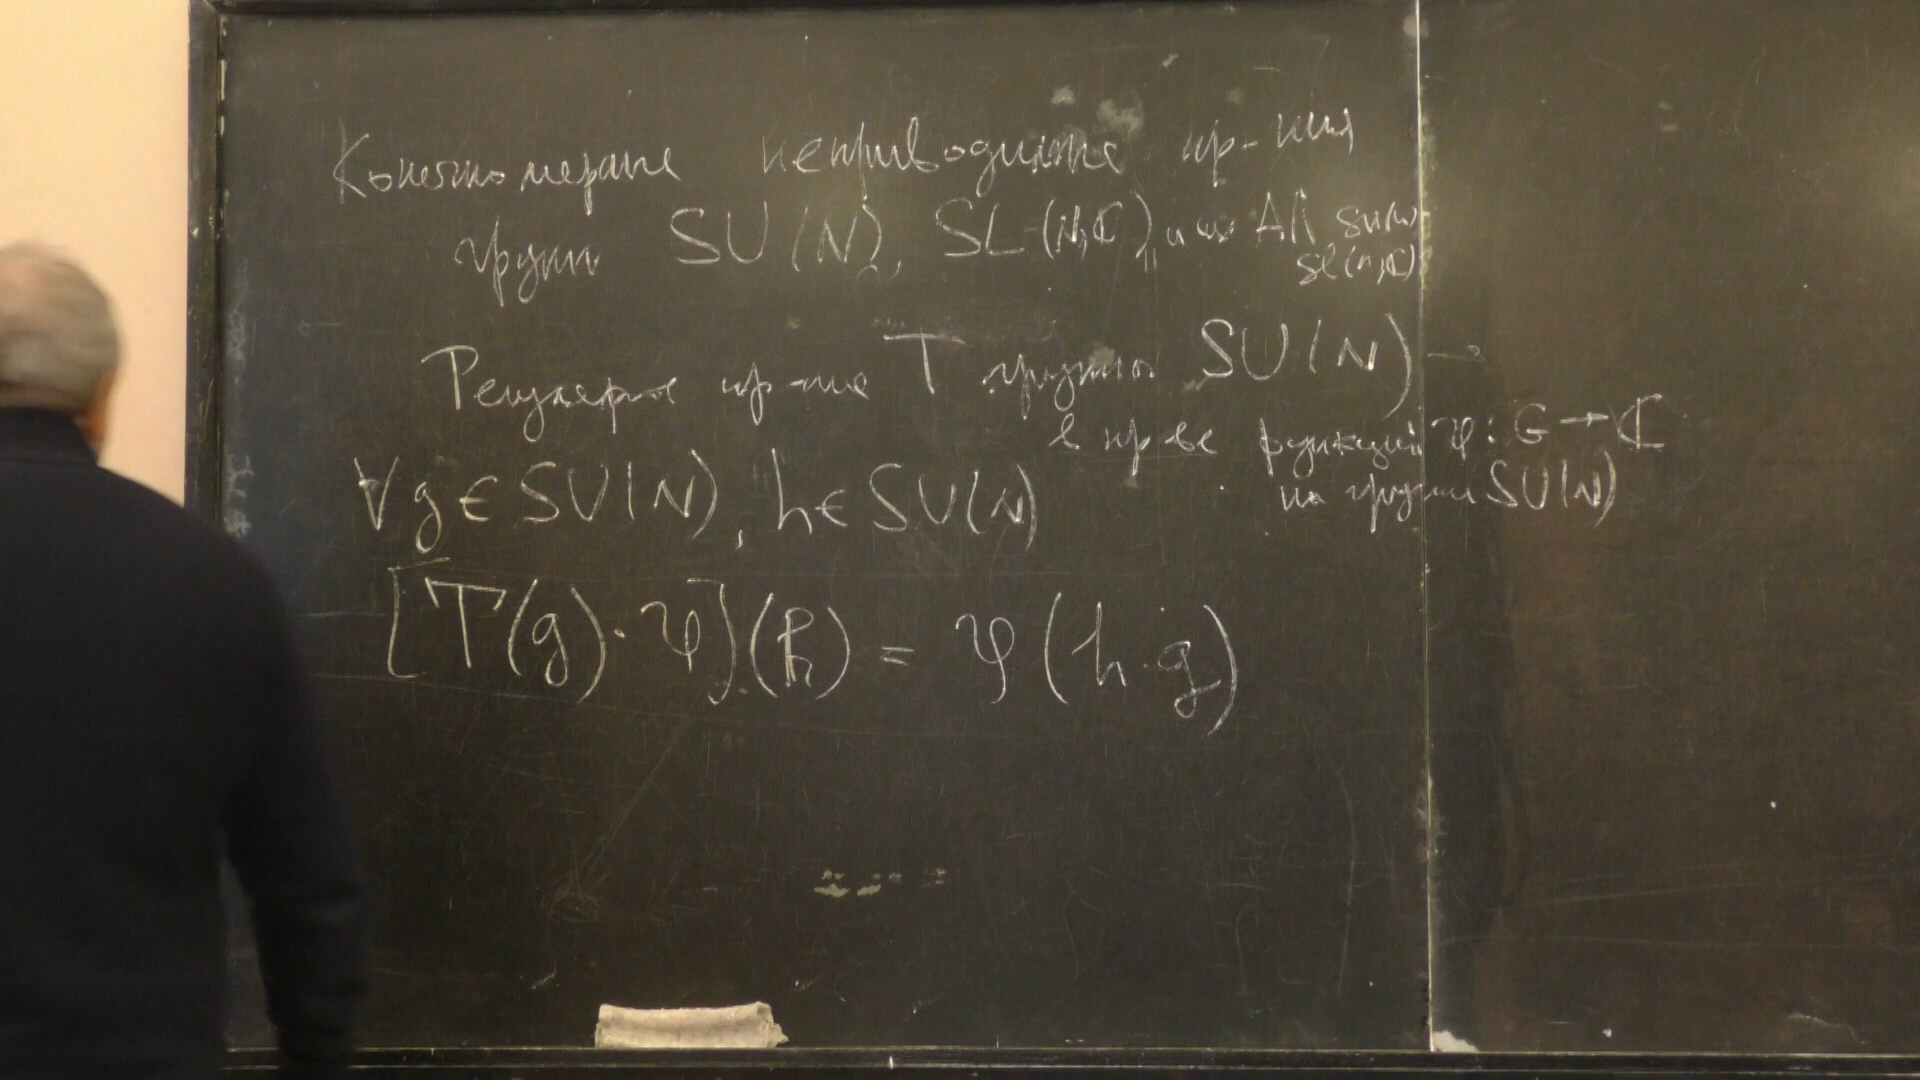 Конечномерные неприводимые пр-ния
групп SU(N), SL(N,ℂ), и их АЛ su(N)
sl(n,ℂ)
Регулярное пр-ние T группы SU(N) –
в пр-ве функций φ: G → ℂ
на группе SU(N)
∀ g ∈ SU(N), h ∈ SU(N)
[T(g)·φ](h) = φ(h·g)